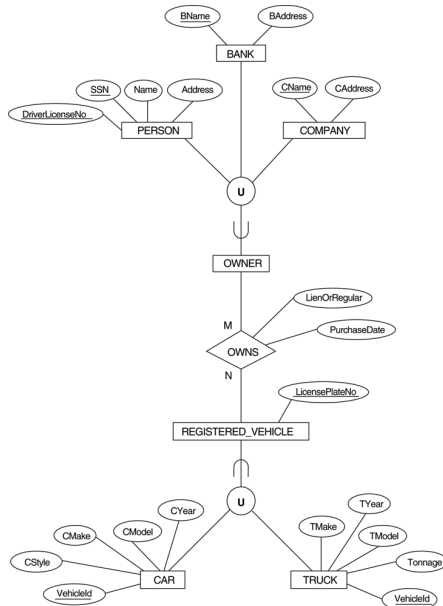 BName
BAddress
BANK
SSN
Name
Address
CName
CAddress
DriverLicenseNo
PERSON
COMPANY
U
OWNER
LienOrRegular
M
PurchaseDate
OWNS
N
LicensePlateNo
REGISTERED_VEHICLE
U
CYear
TYear
CModel
TMake
CMake
TModel
CStyle
Tonnage
CAR
TRUCK
VehicleId
VehicleId